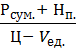 Рсум. + Нп.
Ц – Vед.